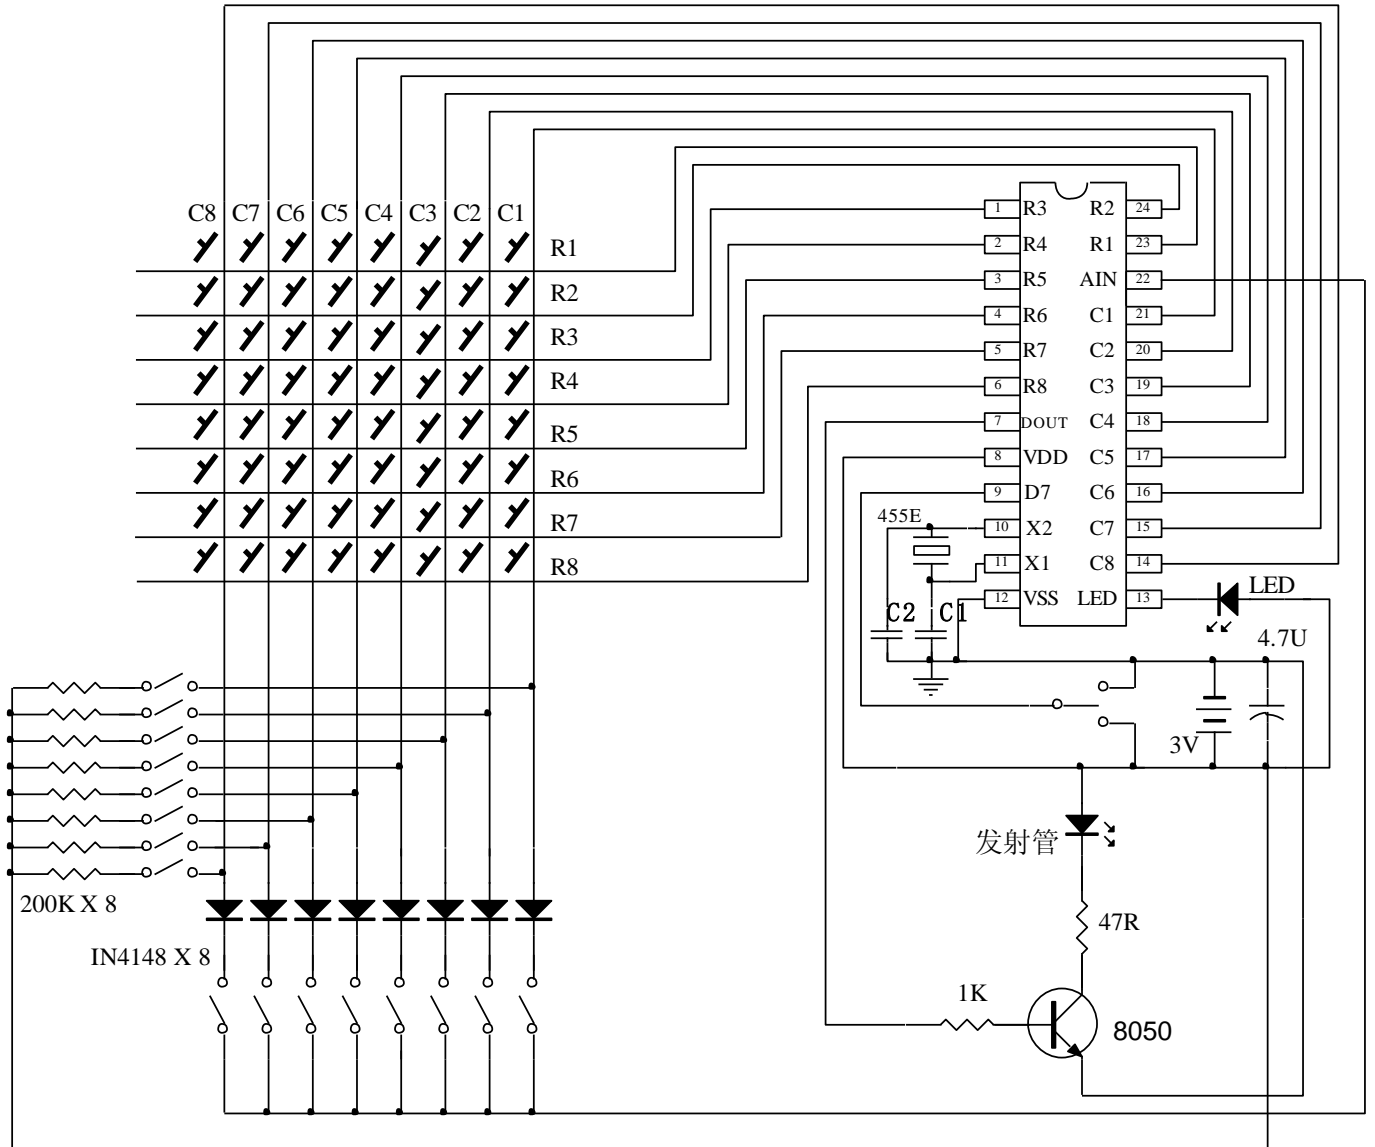 C8 C7 C6 C5 C4 C3 C2 C1
R1
R2
R3
R4
R5
R6
R7
R8
1 R3 R2 24
2 R4 R1 23
3 R5 AIN 22
4 R6 C1 21
5 R7 C2 20
6 R8 C3 19
7 DOUT C4 18
8 VDD C5 17
9 D7 C6 16
10 X2 C7 15
11 X1 C8 14
12 VSS LED 13
455E
C2 C1
LED
4.7U
3V
发射管
47R
1K
8050
200K X 8
IN4148 X 8